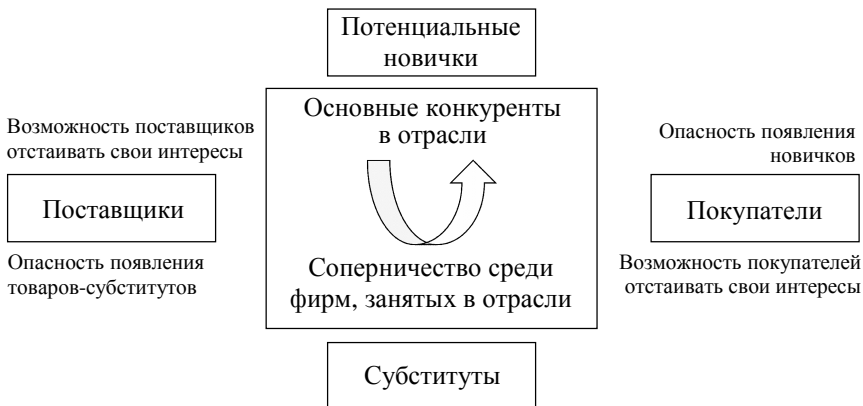 Потенциальные
новички
Основные конкуренты
в отрасли
Возможность поставщиков
отстаивать свои интересы
Опасность появления
новичков
Поставщики
Покупатели
Опасность появления
товаров-субститутов
Соперничество среди
фирм, занятых в отрасли
Возможность покупателей
отстаивать свои интересы
Субституты